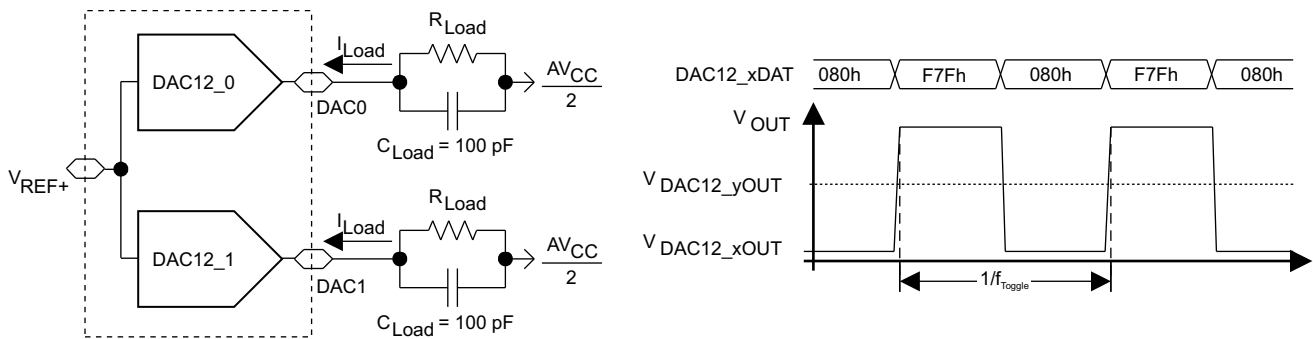 DAC12_0
I Load
R Load
AV CC
2
DAC0
C Load = 100 pF
V REF+
DAC12_1
I Load
R Load
AV CC
2
DAC1
C Load = 100 pF
DAC12_xDAT 080h F7Fh 080h F7Fh 080h
V OUT
V DAC12_yOUT
V DAC12_xOUT
1/f Toggle